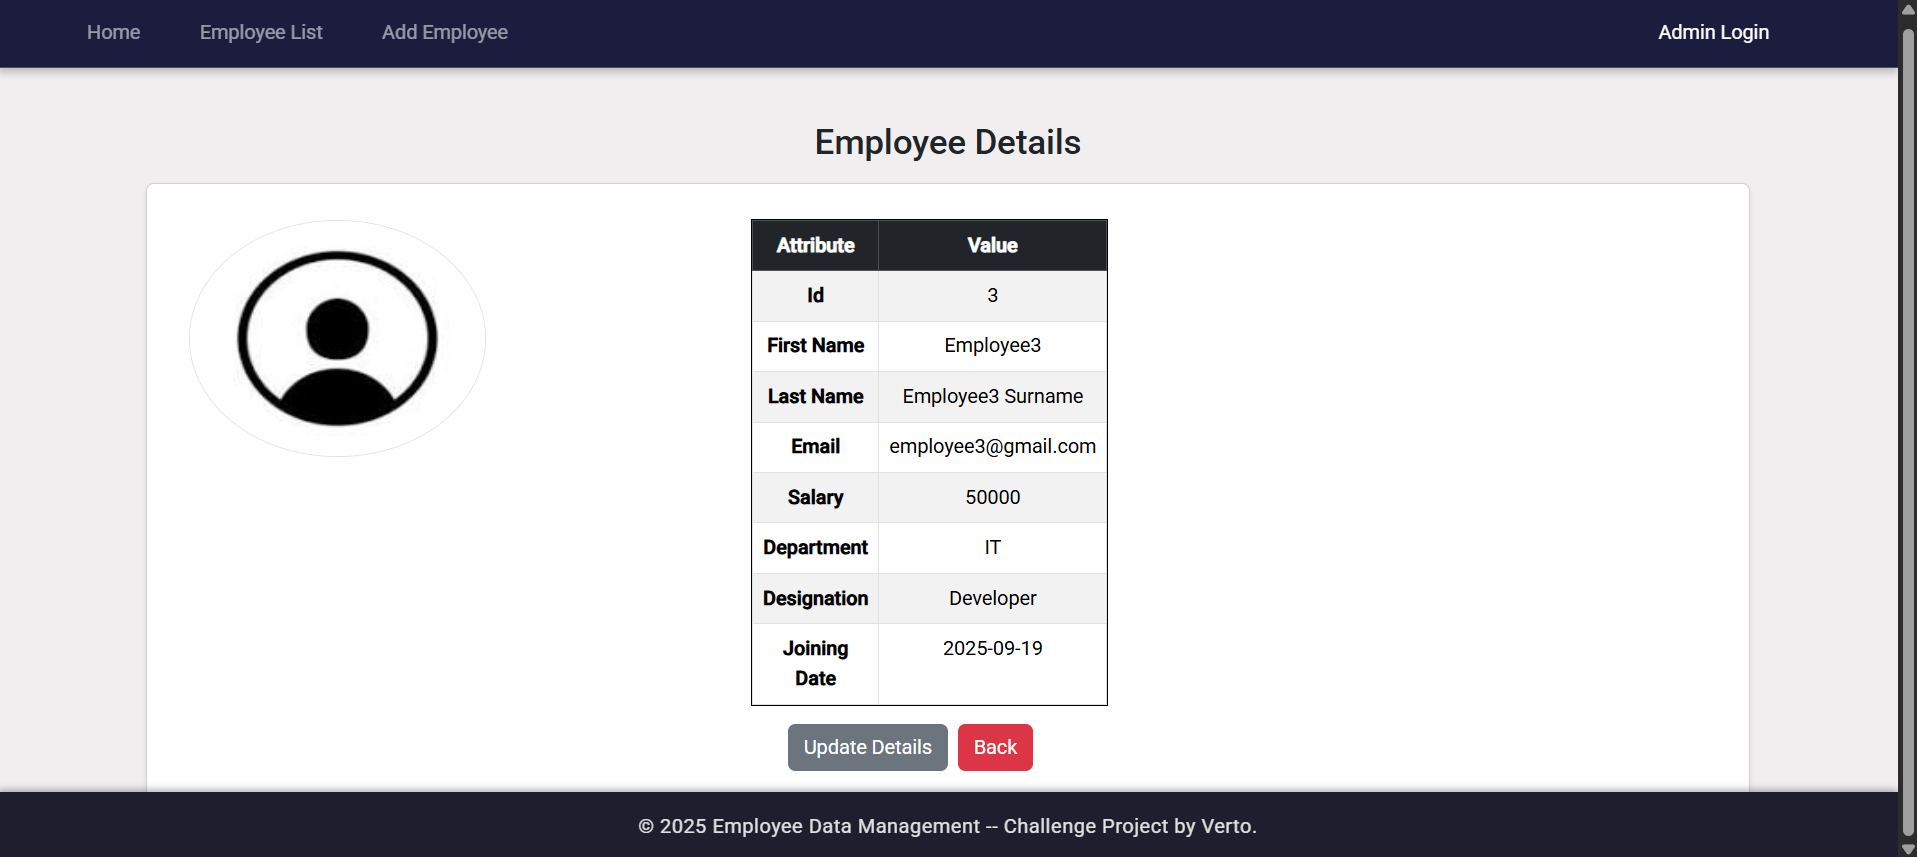 Home
Employee List
Add Employee
Admin Login
Employee Details
Attribute Value
Id 3
First Name Employee3
Last Name Employee3 Surname
Email employee3@gmail.com
Salary 50000
Department IT
Designation Developer
Joining 2025-09-19
Date
Update Details
Back
© 2025 Employee Data Management -- Challenge Project by Verto.